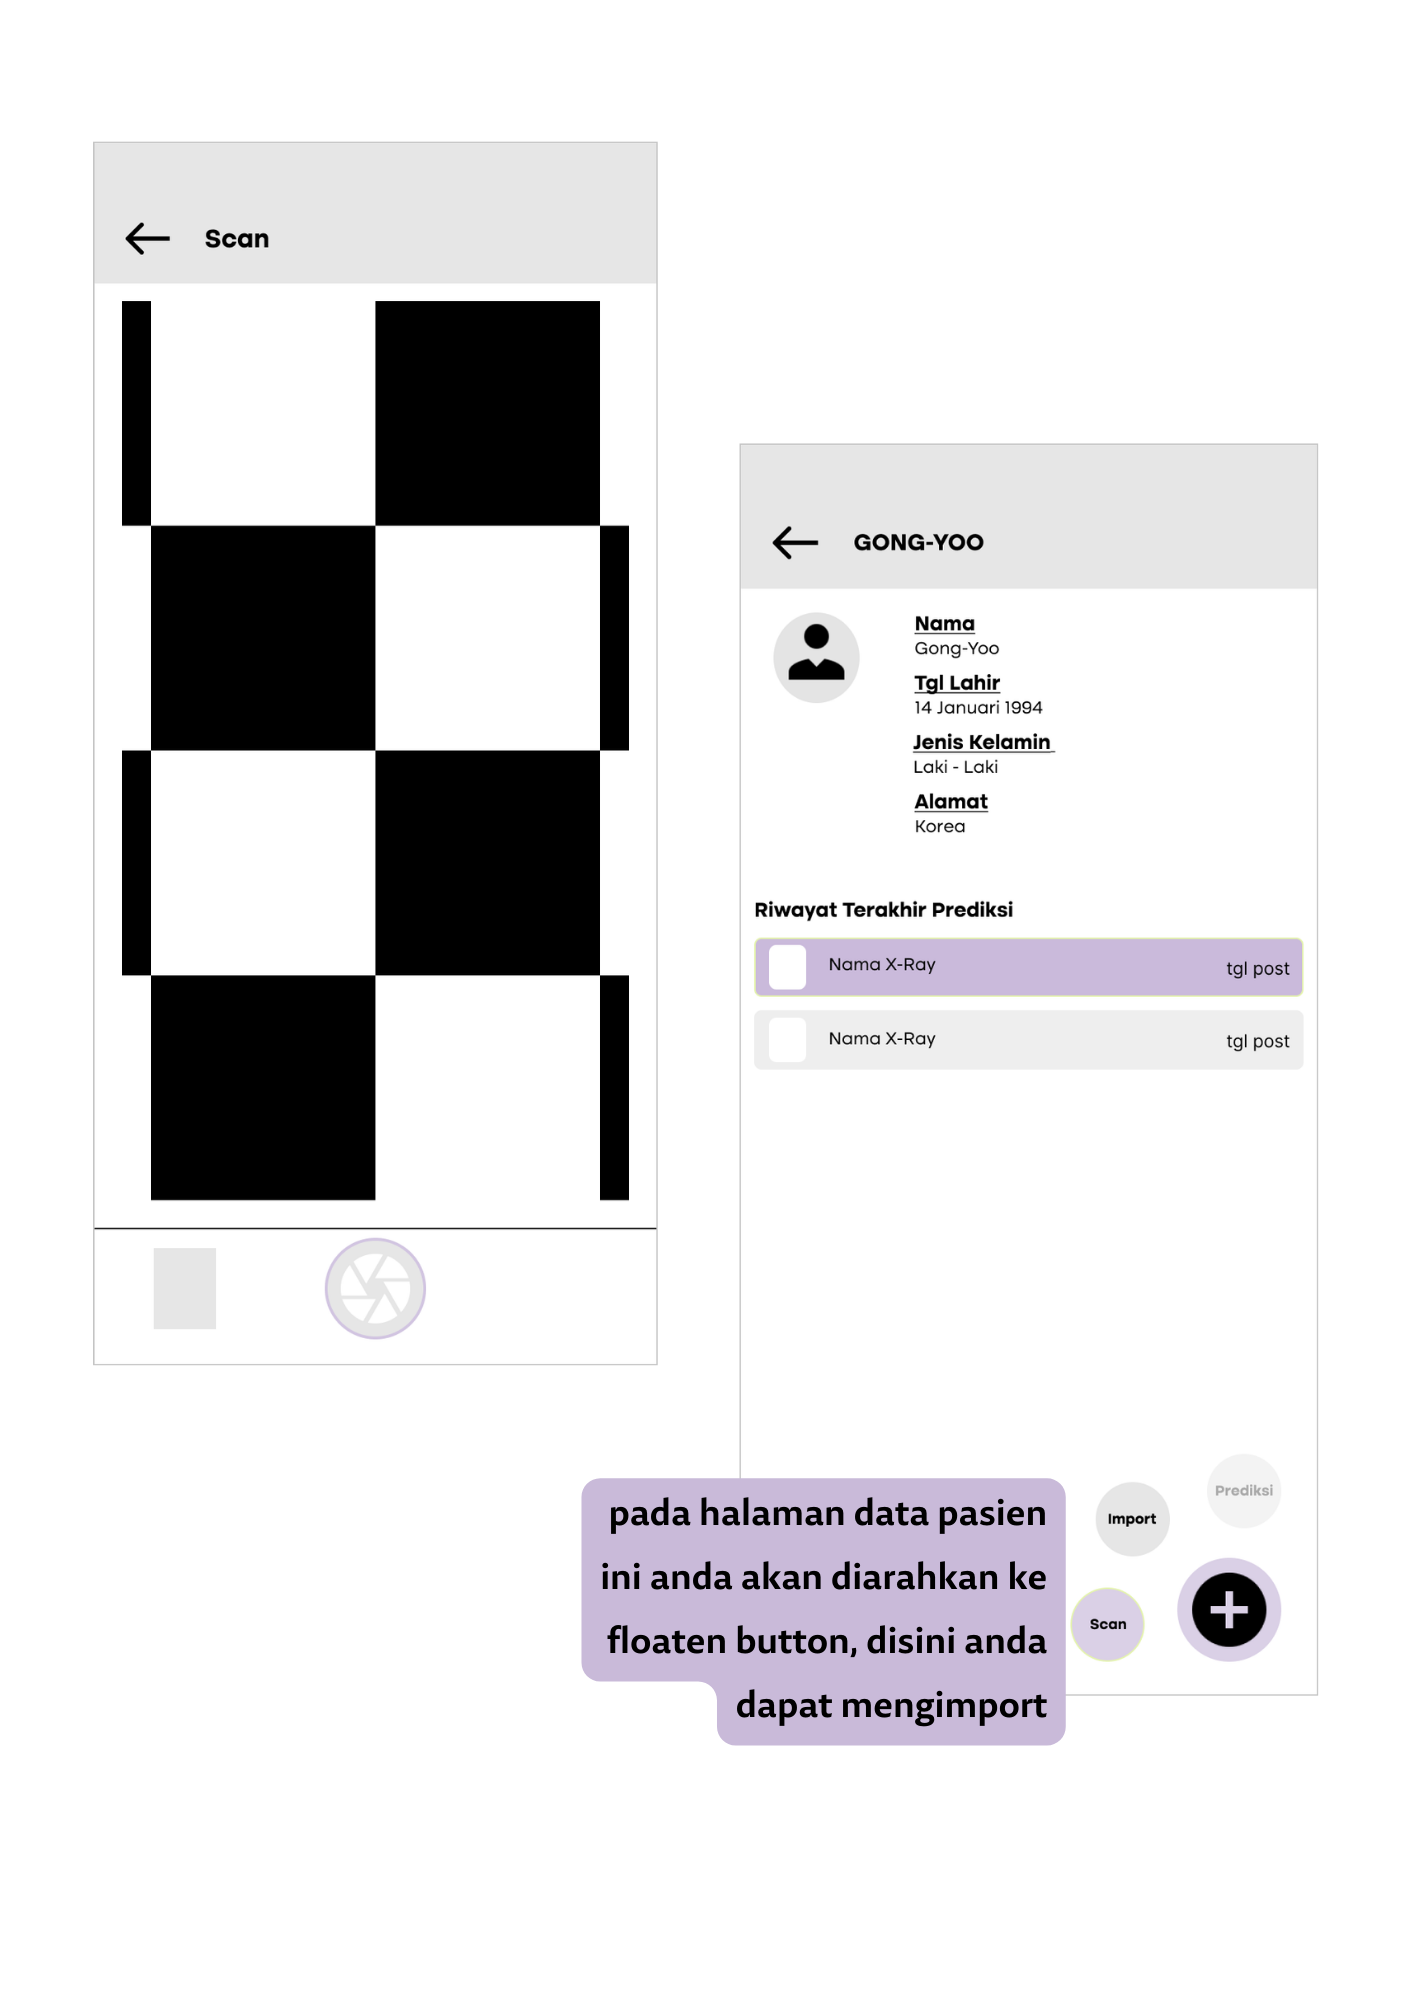 Scan
GONG-YOO
Nama
Gong-Yoo
Tgl Lahir
14 Januari 1994
Jenis Kelamin
Laki - Laki
Alamat
Korea
Riwayat Terakhir Prediksi
Nama X-Ray
tgl post
Nama X-Ray
tgl post
Prediksi
Import
Scan
pada halaman data pasien
ini anda akan diarahkan ke
floaten button, disini anda
dapat mengimport